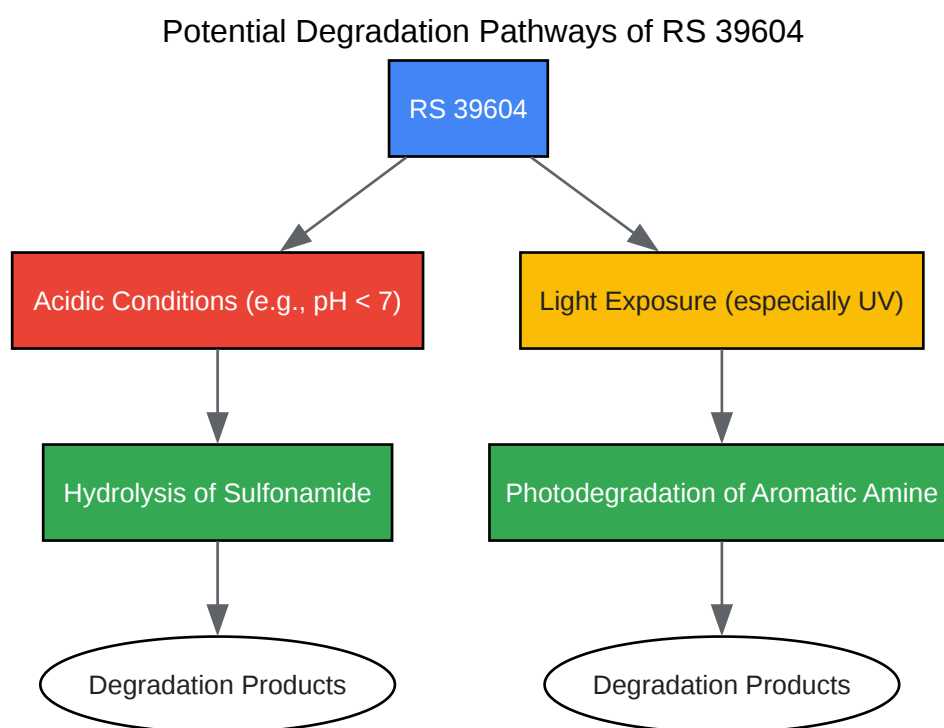 Potential Degradation Pathways of RS 39604
RS 39604
Acidic Conditions (e.g., pH < 7)
Light Exposure (especially UV)
Hydrolysis of Sulfonamide
Photodegradation of Aromatic Amine
Degradation Products
Degradation Products